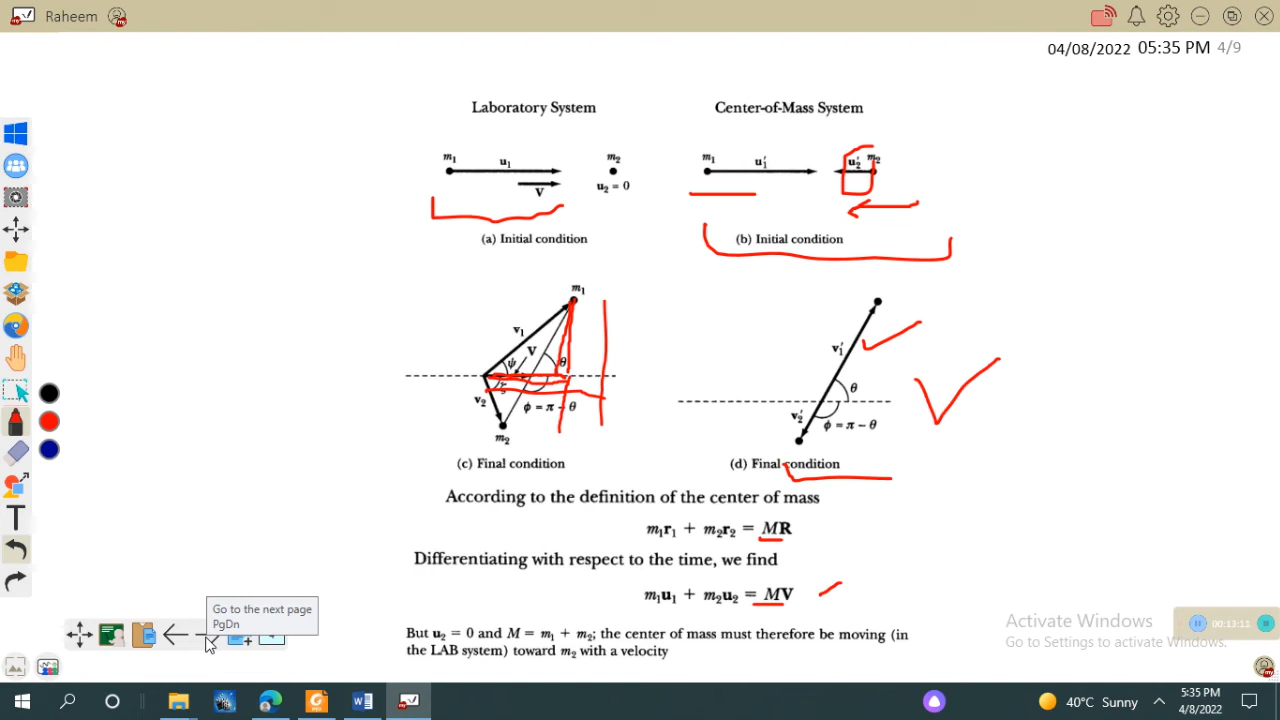 Raheem
04/08/2022 05:35 PM 4/9
Laboratory System
Center-of-Mass System
m₁ u₁ m₂
V u₂ = 0
(a) Initial condition
m₁ u′₁ u′₂ m₂
(b) Initial condition
m₁
v₁
V
ψ θ
ζ
v₂
ϕ = π − θ
m₂
(c) Final condition
v′₁
θ
v′₂
ϕ = π − θ
(d) Final condition
According to the definition of the center of mass
m₁r₁ + m₂r₂ = MR
Differentiating with respect to the time, we find
m₁u₁ + m₂u₂ = MV
But u₂ = 0 and M = m₁ + m₂; the center of mass must therefore be moving (in
the LAB system) toward m₂ with a velocity
T
Go to the next page
PgDn
Activate Windows
Go to Settings to activate Windows.
00:13:11
40°C Sunny
5:35 PM
4/8/2022